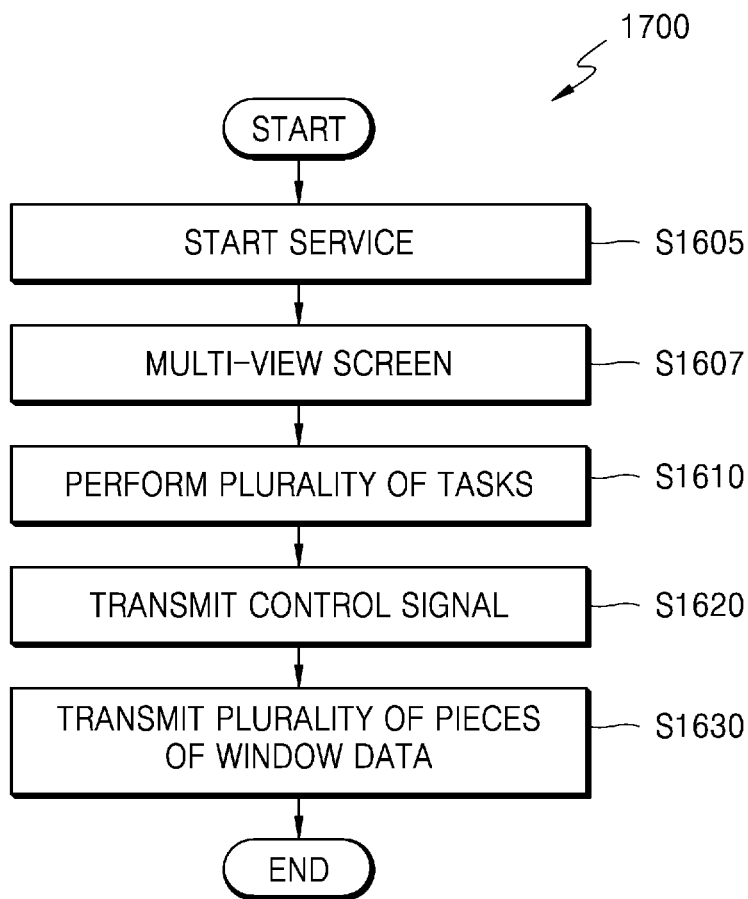 1700
START
START SERVICE
S1605
MULTI-VIEW SCREEN
S1607
PERFORM PLURALITY OF TASKS
S1610
TRANSMIT CONTROL SIGNAL
S1620
TRANSMIT PLURALITY OF PIECES
OF WINDOW DATA
S1630
END